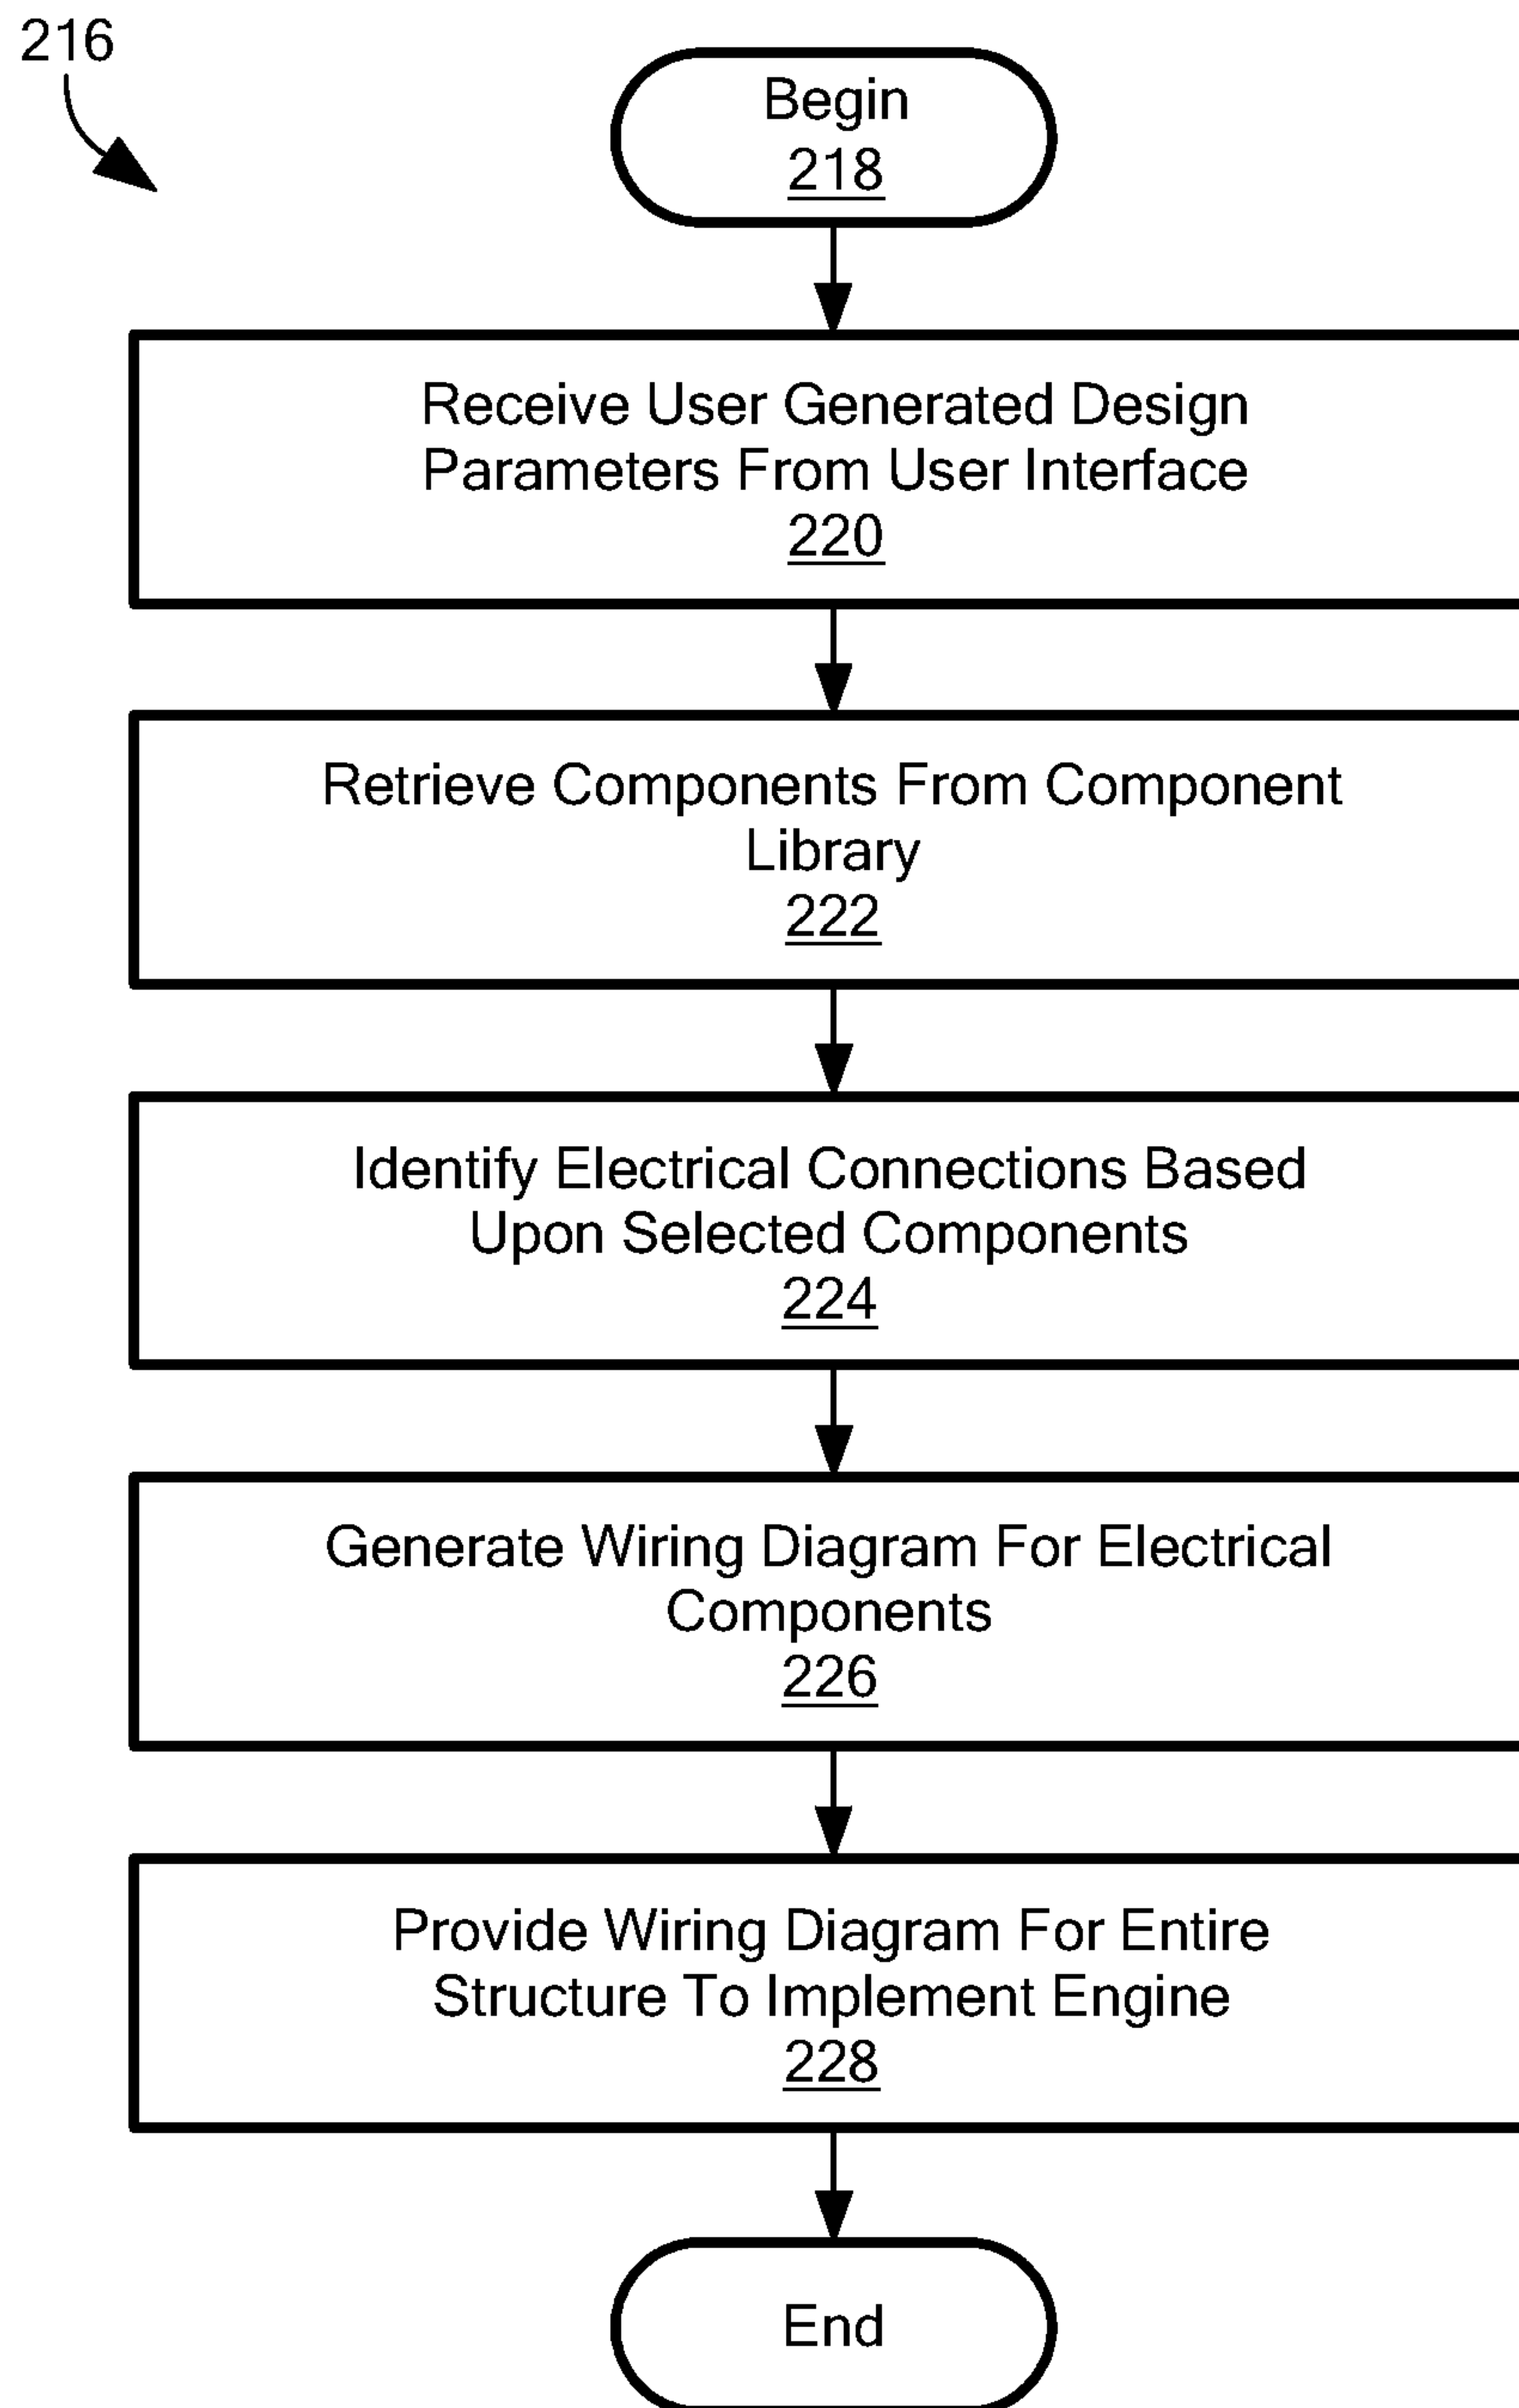 216
Begin
218
Receive User Generated Design
Parameters From User Interface
220
Retrieve Components From Component
Library
222
Identify Electrical Connections Based
Upon Selected Components
224
Generate Wiring Diagram For Electrical
Components
226
Provide Wiring Diagram For Entire
Structure To Implement Engine
228
End